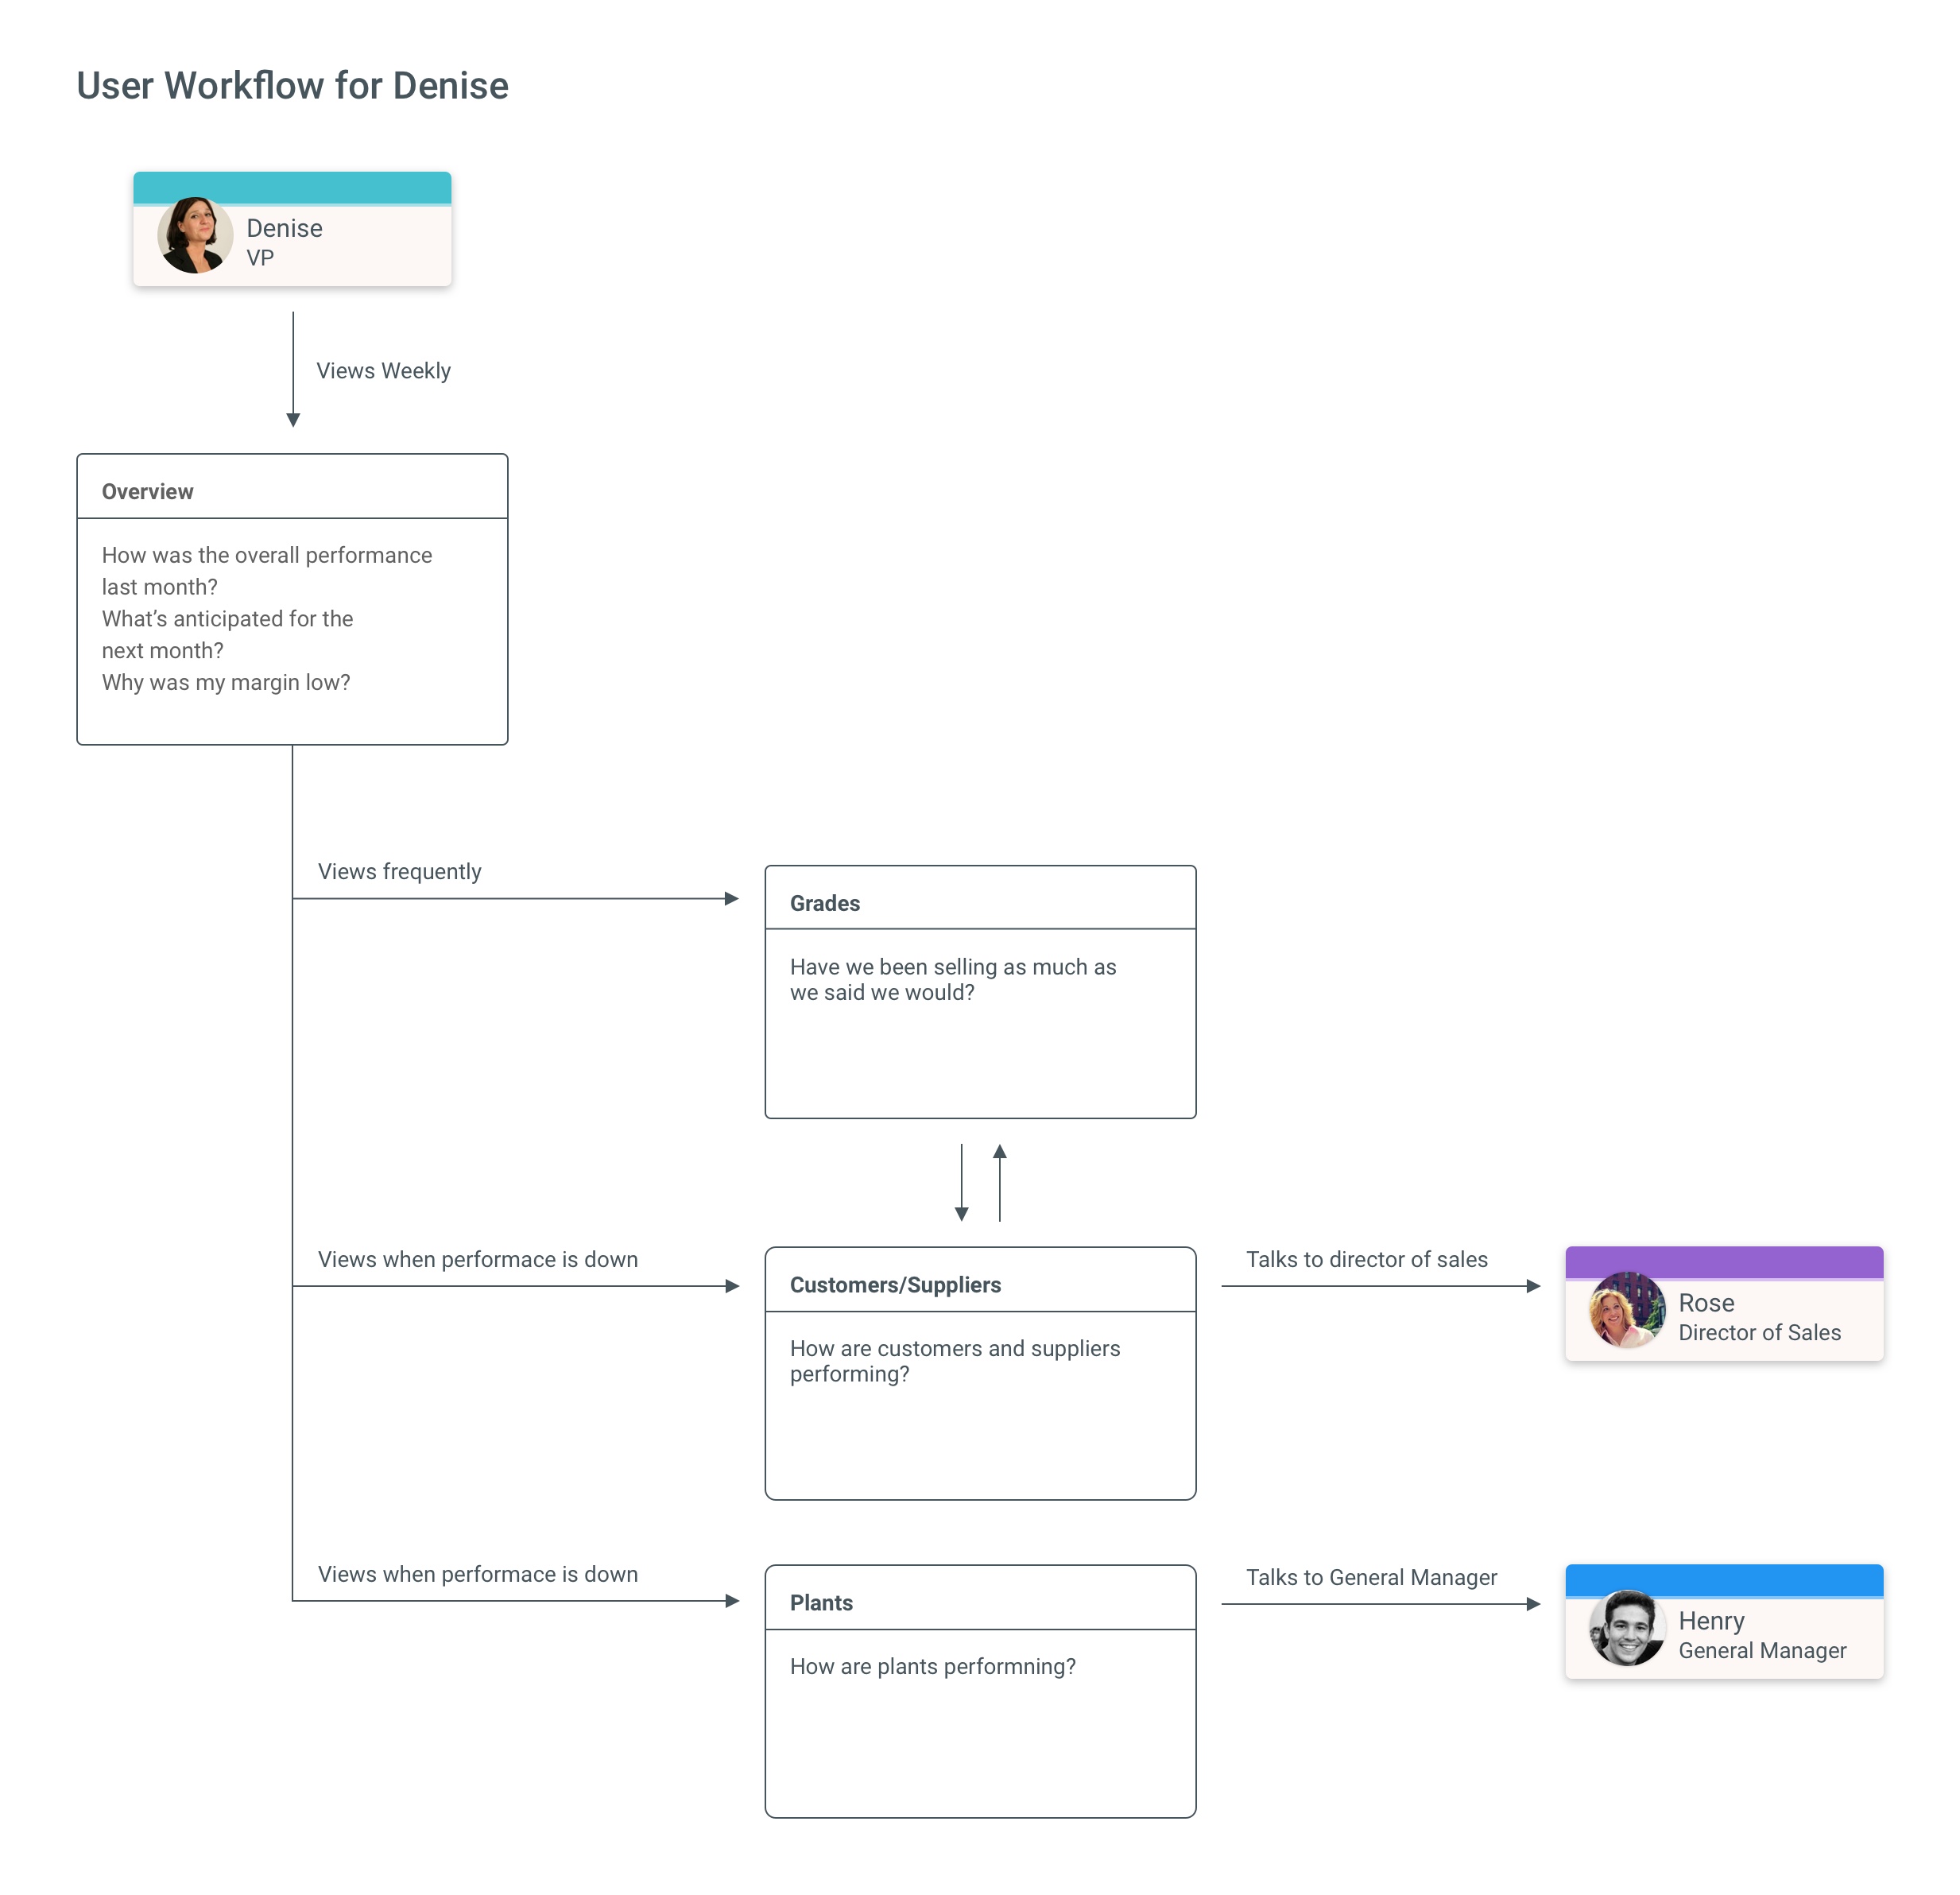 User Workflow for Denise
Denise
VP
Views Weekly
Overview
How was the overall performance
last month?
What’s anticipated for the
next month?
Why was my margin low?
Views frequently
Grades
Have we been selling as much as
we said we would?
Views when performace is down
Customers/Suppliers
How are customers and suppliers
performing?
Talks to director of sales
Rose
Director of Sales
Views when performace is down
Plants
How are plants performning?
Talks to General Manager
Henry
General Manager